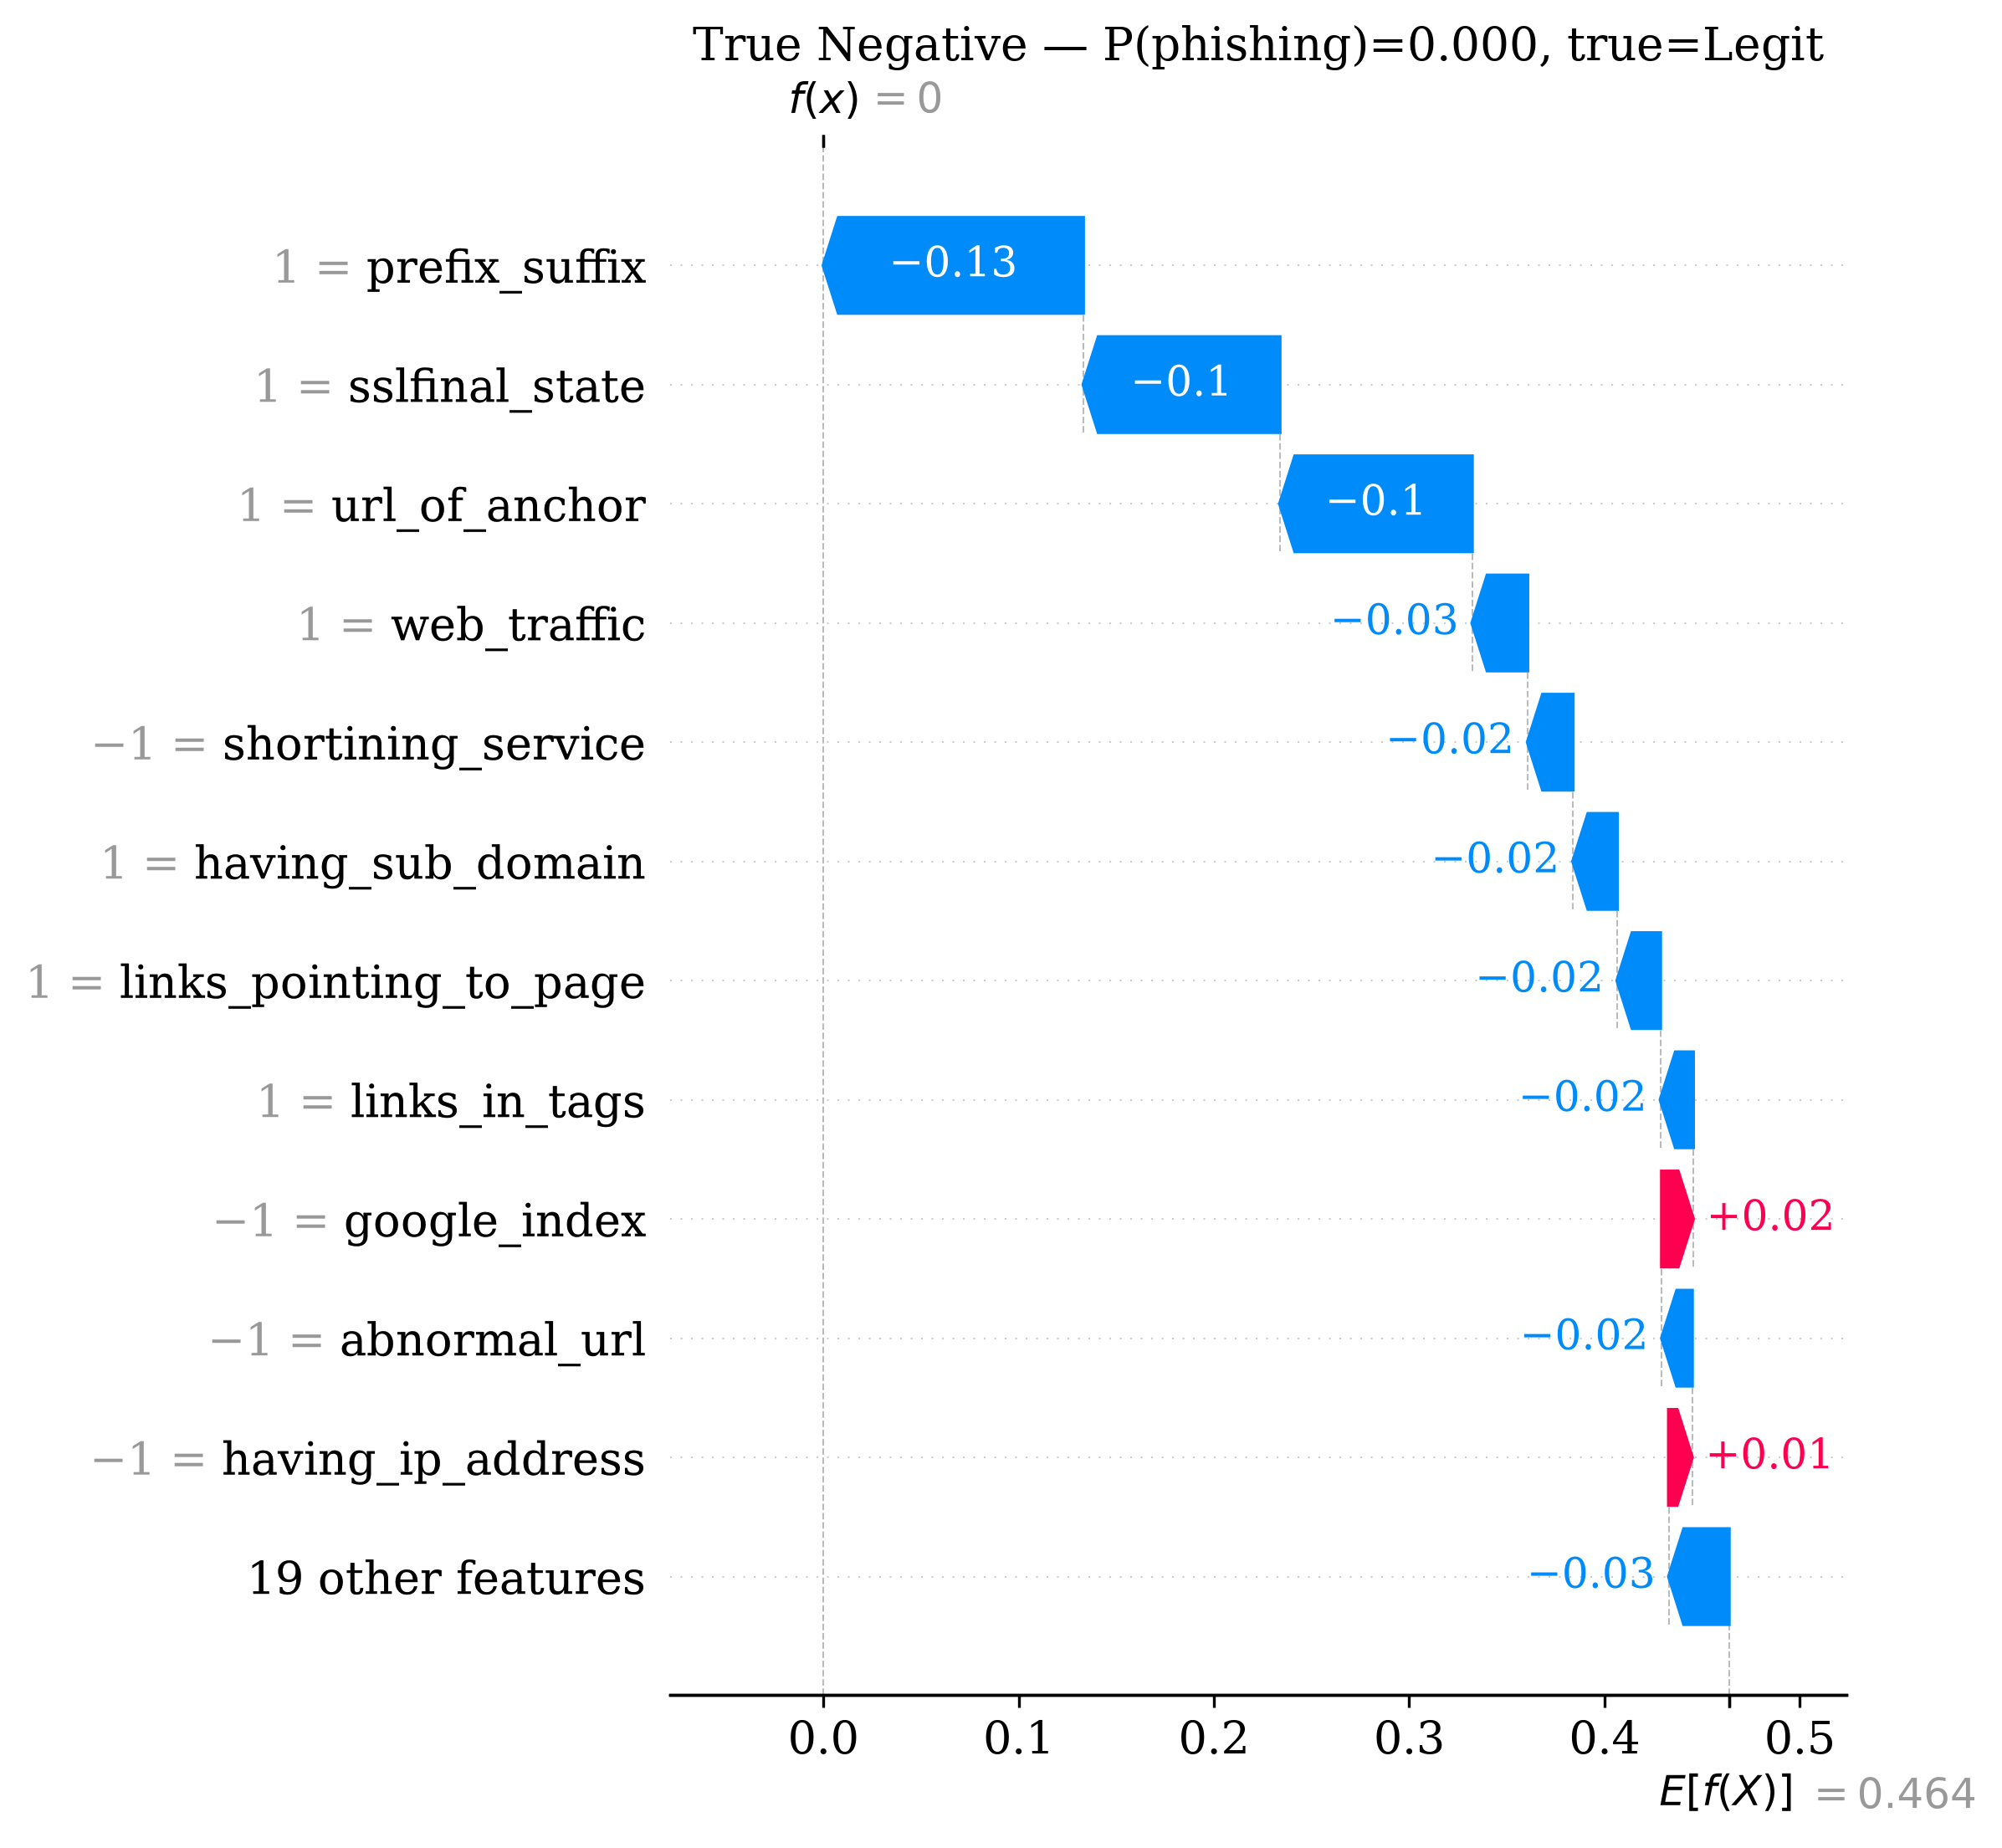 True Negative — P(phishing)=0.000, true=Legit
f(x) = 0
1 = prefix_suffix −0.13
1 = sslfinal_state −0.1
1 = url_of_anchor −0.1
1 = web_traffic −0.03
−1 = shortining_service −0.02
1 = having_sub_domain −0.02
1 = links_pointing_to_page −0.02
1 = links_in_tags −0.02
−1 = google_index +0.02
−1 = abnormal_url −0.02
−1 = having_ip_address +0.01
19 other features −0.03
0.0 0.1 0.2 0.3 0.4 0.5
E[f(X)] = 0.464